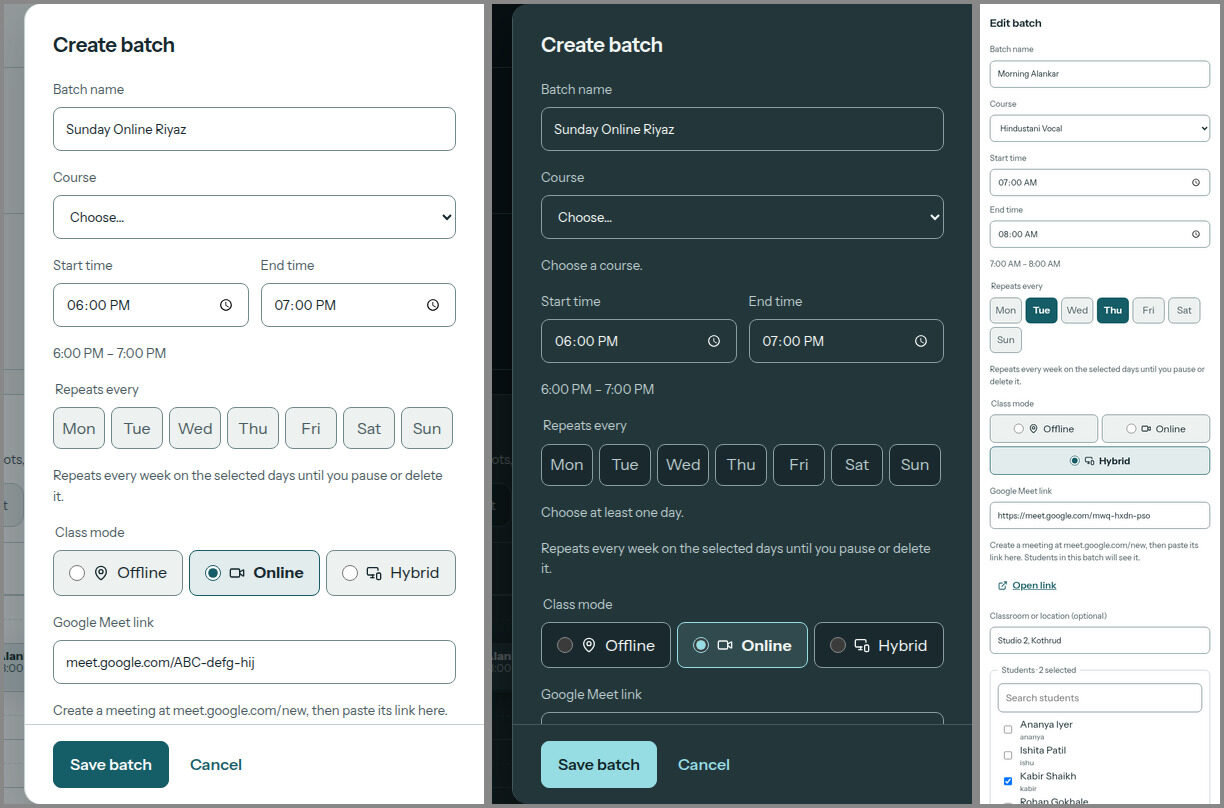 Create batch
Batch name
Sunday Online Riyaz
Course
Choose...
Start time
End time
06:00 PM
07:00 PM
6:00 PM – 7:00 PM
Repeats every
Mon
Tue
Wed
Thu
Fri
Sat
Sun
Repeats every week on the selected days until you pause or delete
it.
Class mode
Offline
Online
Hybrid
Google Meet link
meet.google.com/ABC-defg-hij
Create a meeting at meet.google.com/new, then paste its link here.
Save batch
Cancel
ots,
t
Create batch
Batch name
Sunday Online Riyaz
Course
Choose...
Choose a course.
Start time
End time
06:00 PM
07:00 PM
6:00 PM – 7:00 PM
Repeats every
Mon
Tue
Wed
Thu
Fri
Sat
Sun
Choose at least one day.
Repeats every week on the selected days until you pause or delete
it.
Class mode
Offline
Online
Hybrid
Google Meet link
Save batch
Cancel
Edit batch
Batch name
Morning Alankar
Course
Hindustani Vocal
Start time
07:00 AM
End time
08:00 AM
7:00 AM – 8:00 AM
Repeats every
Mon
Tue
Wed
Thu
Fri
Sat
Sun
Repeats every week on the selected days until you pause or
delete it.
Class mode
Offline
Online
Hybrid
Google Meet link
https://meet.google.com/mwq-hxdn-pso
Create a meeting at meet.google.com/new, then paste its
link here. Students in this batch will see it.
Open link
Classroom or location (optional)
Studio 2, Kothrud
Students · 2 selected
Search students
Ananya Iyer
ananya
Ishita Patil
ishu
Kabir Shaikh
kabir
Rohan Gokhale